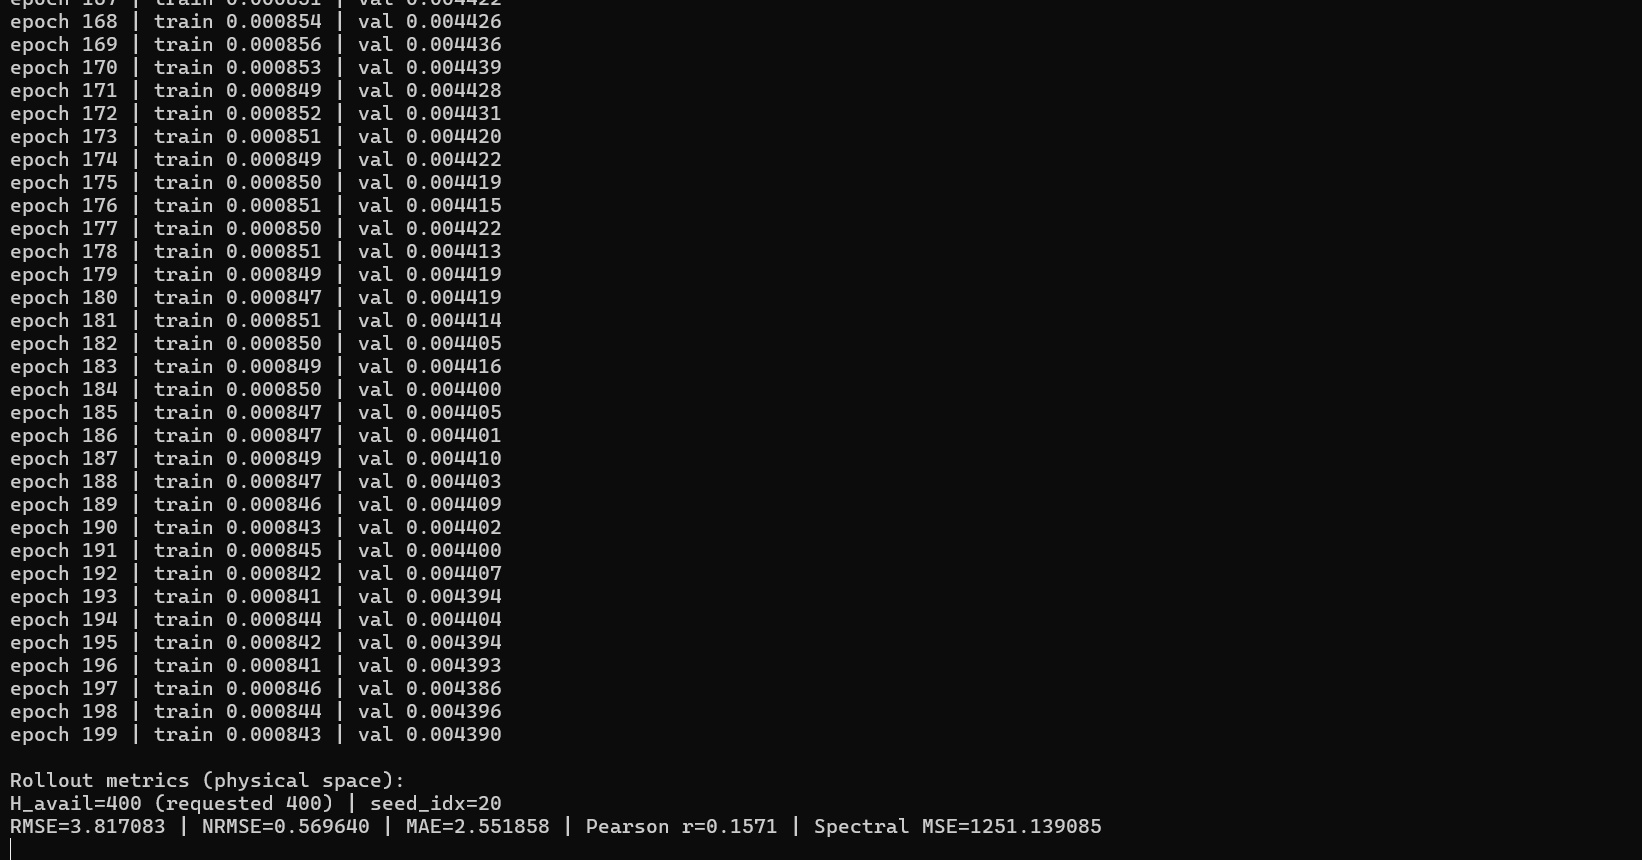 epoch 167 | train 0.000851 | val 0.004422
epoch 168 | train 0.000854 | val 0.004426
epoch 169 | train 0.000856 | val 0.004436
epoch 170 | train 0.000853 | val 0.004439
epoch 171 | train 0.000849 | val 0.004428
epoch 172 | train 0.000852 | val 0.004431
epoch 173 | train 0.000851 | val 0.004420
epoch 174 | train 0.000849 | val 0.004422
epoch 175 | train 0.000850 | val 0.004419
epoch 176 | train 0.000851 | val 0.004415
epoch 177 | train 0.000850 | val 0.004422
epoch 178 | train 0.000851 | val 0.004413
epoch 179 | train 0.000849 | val 0.004419
epoch 180 | train 0.000847 | val 0.004419
epoch 181 | train 0.000851 | val 0.004414
epoch 182 | train 0.000850 | val 0.004405
epoch 183 | train 0.000849 | val 0.004416
epoch 184 | train 0.000850 | val 0.004400
epoch 185 | train 0.000847 | val 0.004405
epoch 186 | train 0.000847 | val 0.004401
epoch 187 | train 0.000849 | val 0.004410
epoch 188 | train 0.000847 | val 0.004403
epoch 189 | train 0.000846 | val 0.004409
epoch 190 | train 0.000843 | val 0.004402
epoch 191 | train 0.000845 | val 0.004400
epoch 192 | train 0.000842 | val 0.004407
epoch 193 | train 0.000841 | val 0.004394
epoch 194 | train 0.000844 | val 0.004404
epoch 195 | train 0.000842 | val 0.004394
epoch 196 | train 0.000841 | val 0.004393
epoch 197 | train 0.000846 | val 0.004386
epoch 198 | train 0.000844 | val 0.004396
epoch 199 | train 0.000843 | val 0.004390
Rollout metrics (physical space):
H_avail=400 (requested 400) | seed_idx=20
RMSE=3.817083 | NRMSE=0.569640 | MAE=2.551858 | Pearson r=0.1571 | Spectral MSE=1251.139085